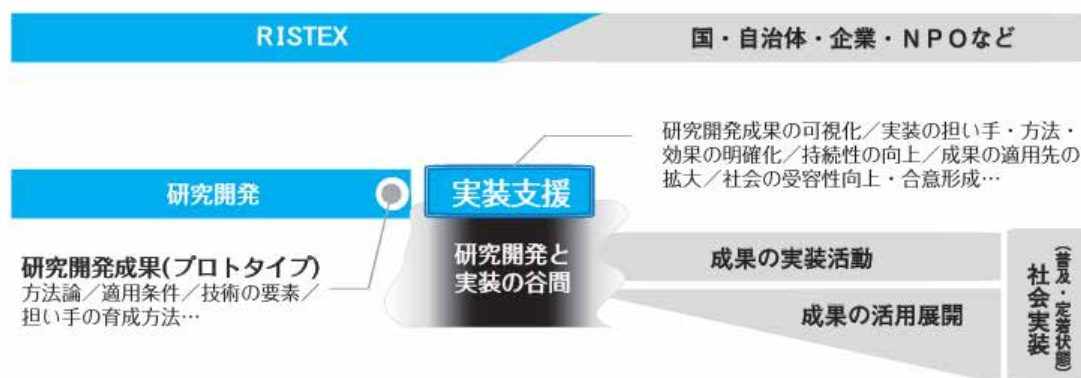 RISTEX
国・自治体・企業・NPOなど
研究開発成果の可視化／実装の担い手・方法・
効果の明確化／持続性の向上／成果の適用先の
拡大／社会の受容性向上・合意形成…
研究開発
実装支援
研究開発成果(プロトタイプ)
方法論／適用条件／技術の要素／
担い手の育成方法…
研究開発と
実装の谷間
成果の実装活動
成果の活用展開
社会実装
(普及・定着状態)